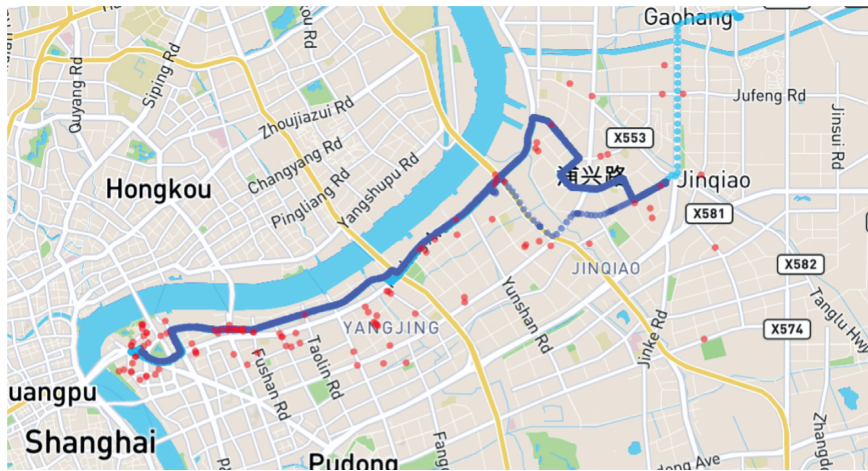 Gaohang
Siping Rd
Quyang Rd
Zhoujiazui Rd
Jufeng Rd
Jinsui Rd
X553
Changyang Rd
Pingliang Rd
Yangshupu Rd
Hongkou
浦兴路
Jinqiao
X581
JINQIAO
X582
Yunshan Rd
Tanglu Hwy
YANGJING
X574
Taolin Rd
Fushan Rd
Jinke Rd
uangpu
Shanghai
Pudong